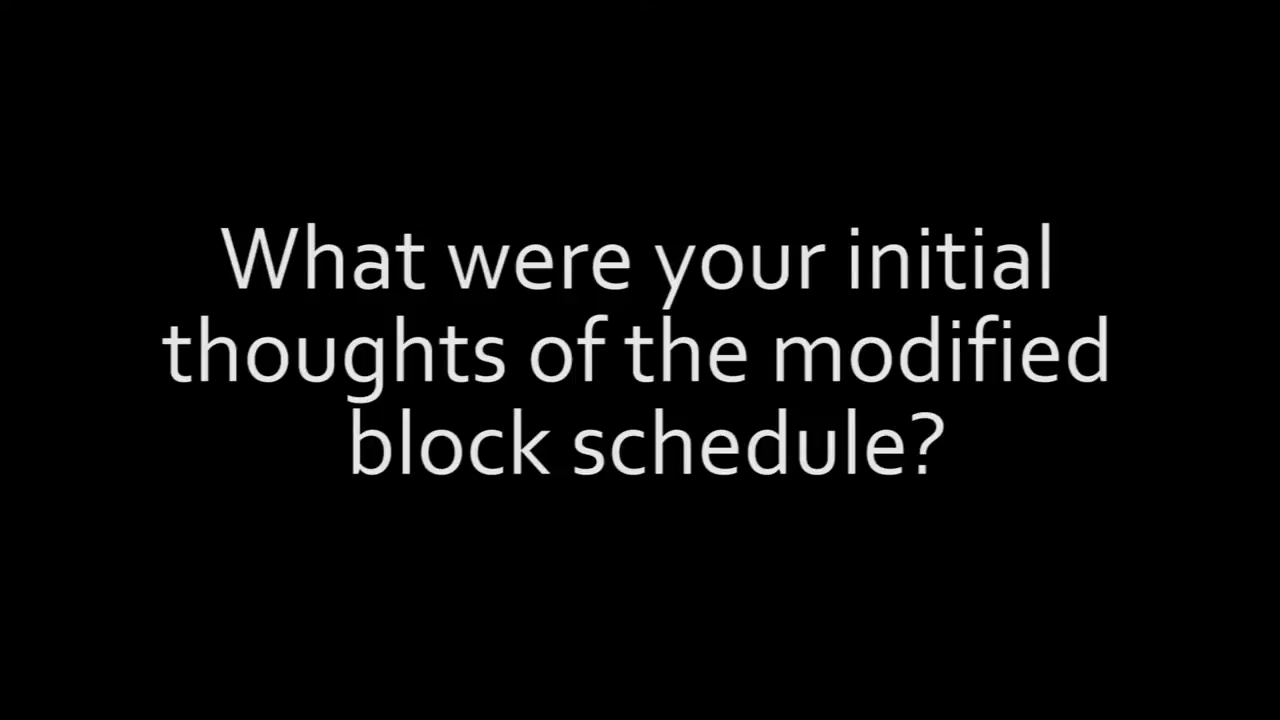 What were your initial
thoughts of the modified
block schedule?